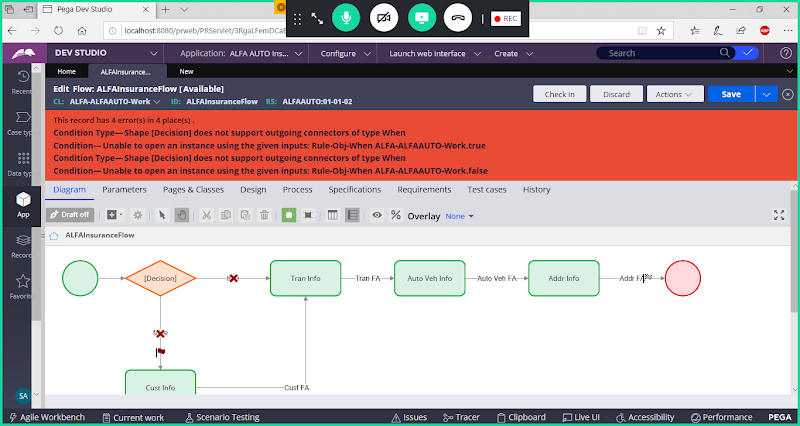 Pega Dev Studio
REC
localhost:8080/prweb/PRServlet/3RgaLFemDCaE
DEV STUDIO
Application: ALFA AUTO Ins...
Configure
Launch web interface
Create
Search
Home
ALFAInsurance...
New
Recent
Case type
Data type
App
Records
Favorite
SA
Edit Flow: ALFAInsuranceFlow [Available]
CL: ALFA-ALFAAUTO-Work ID: ALFAInsuranceFlow RS: ALFAAUTO:01-01-02
Check in
Discard
Actions
Save
This record has 4 error(s) in 4 place(s) .
Condition Type— Shape [Decision] does not support outgoing connectors of type When
Condition— Unable to open an instance using the given inputs: Rule-Obj-When ALFA-ALFAAUTO-Work.true
Condition Type— Shape [Decision] does not support outgoing connectors of type When
Condition— Unable to open an instance using the given inputs: Rule-Obj-When ALFA-ALFAAUTO-Work.false
Diagram Parameters Pages & Classes Design Process Specifications Requirements Test cases History
Draft off
Overlay None
ALFAInsuranceFlow
[Decision]
Tran Info
Tran FA
Auto Veh Info
Auto Veh FA
Addr Info
Addr FA
Cust Info
Cust FA
Agile Workbench
Current work
Scenario Testing
Issues
Tracer
Clipboard
Live UI
Accessibility
Performance
PEGA